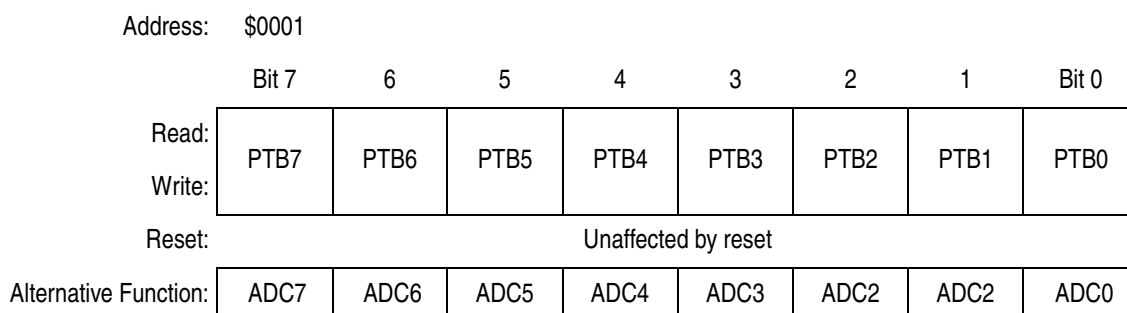 Address: $0001
Bit 7 6 5 4 3 2 1 Bit 0
Read:
PTB7 PTB6 PTB5 PTB4 PTB3 PTB2 PTB1 PTB0
Write:
Reset: Unaffected by reset
Alternative Function: ADC7 ADC6 ADC5 ADC4 ADC3 ADC2 ADC2 ADC0